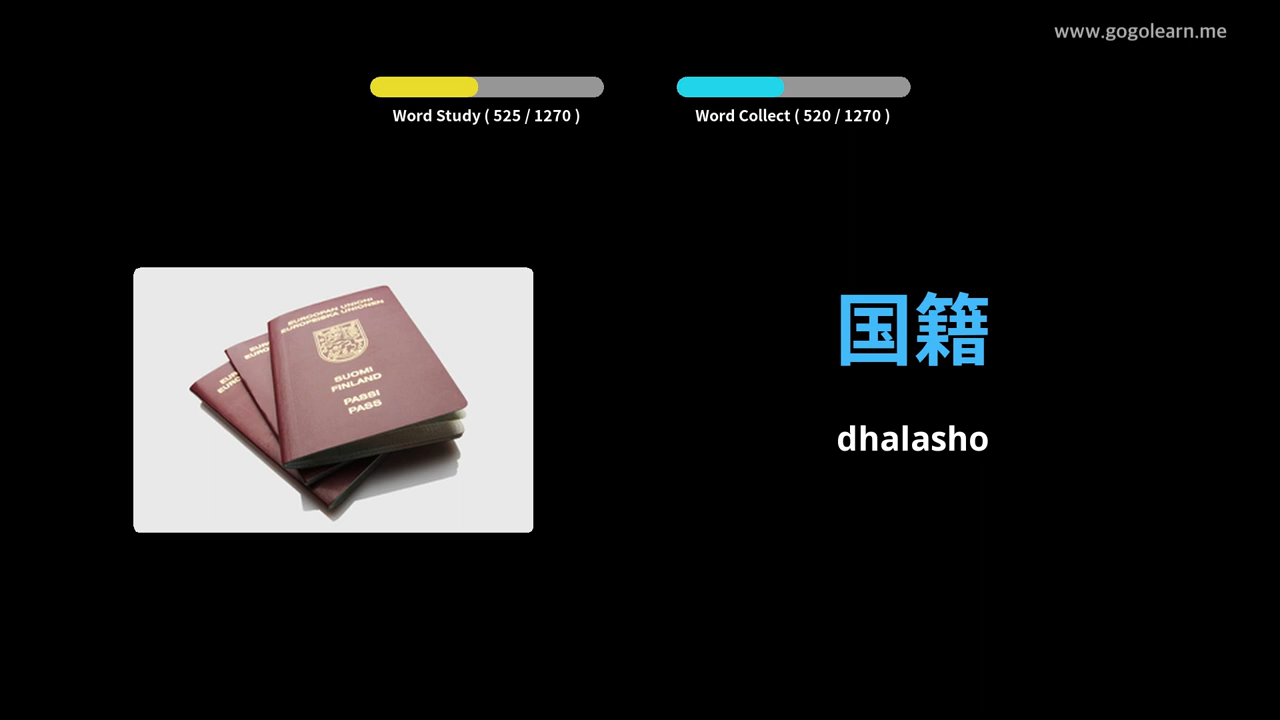 www.gogolearn.me
Word Study ( 525 / 1270 )
Word Collect ( 520 / 1270 )
EUROOPAN UNIONI
EUROPEISKA UNIONEN
SUOMI
FINLAND
PASSI
PASS
国籍
dhalasho